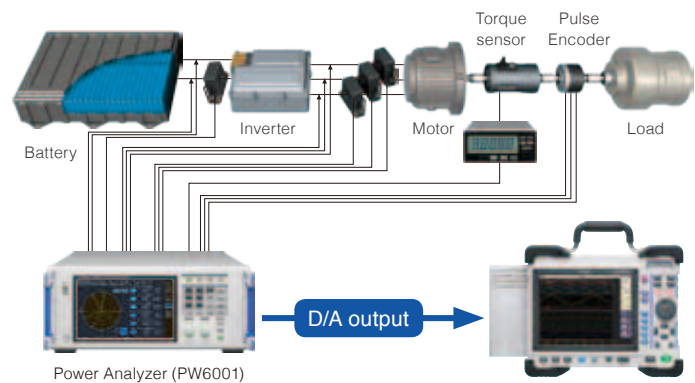 Torque
sensor
Pulse
Encoder
Battery
Inverter
Motor
Load
D/A output
Power Analyzer (PW6001)